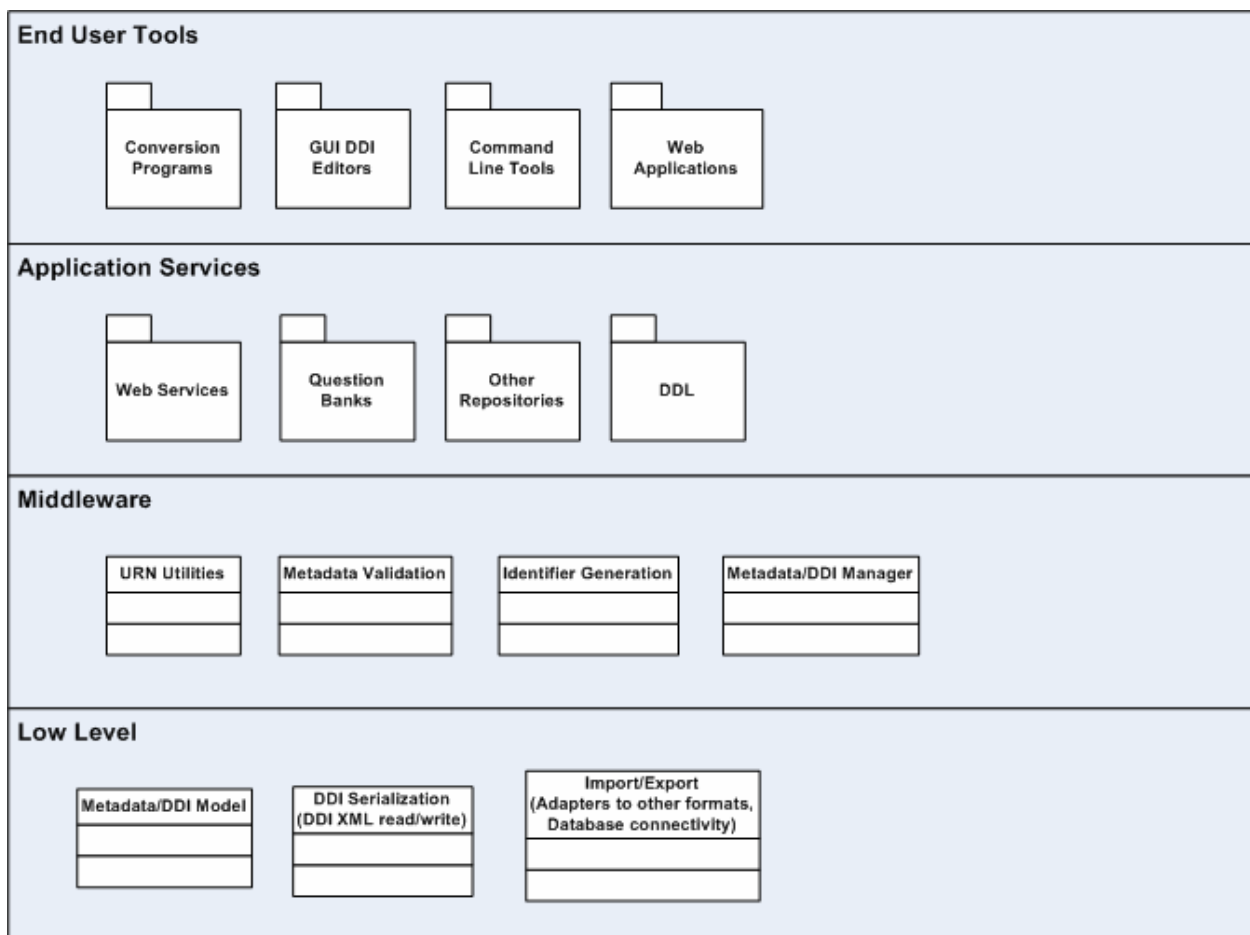 End User Tools
Conversion
Programs
GUI DDI
Editors
Command
Line Tools
Web
Applications
Application Services
Web Services
Question
Banks
Other
Repositories
DDL
Middleware
URN Utilities
Metadata Validation
Identifier Generation
Metadata/DDI Manager
Low Level
Metadata/DDI Model
DDI Serialization
(DDI XML read/write)
Import/Export
(Adapters to other formats,
Database connectivity)